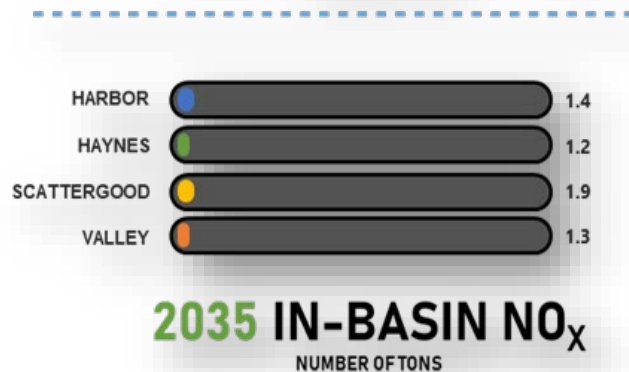 HARBOR 1.4
HAYNES 1.2
SCATTERGOOD 1.9
VALLEY 1.3
2035 IN-BASIN NOX
NUMBER OF TONS